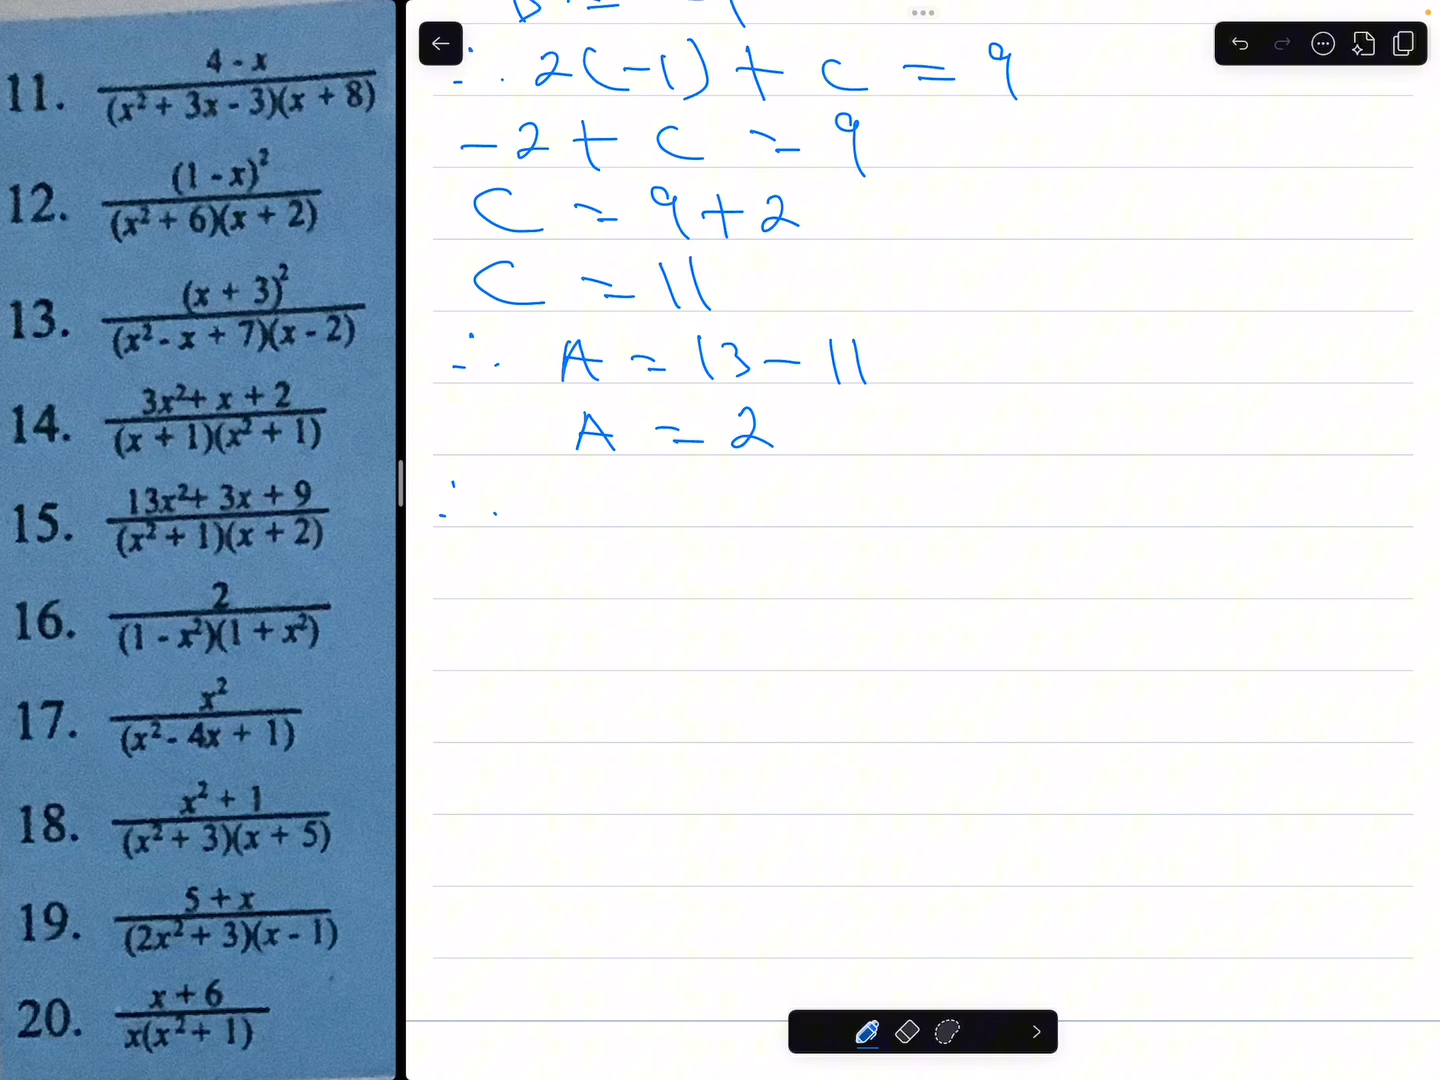 11. 4 - x
(x² + 3x - 3)(x + 8)
12. (1 - x)²
(x² + 6)(x + 2)
13. (x + 3)²
(x² - x + 7)(x - 2)
14. 3x² + x + 2
(x + 1)(x² + 1)
15. 13x² + 3x + 9
(x² + 1)(x + 2)
16. 2
(1 - x²)(1 + x²)
17. x²
(x² - 4x + 1)
18. x² + 1
(x² + 3)(x + 5)
19. 5 + x
(2x² + 3)(x - 1)
20. x + 6
x(x² + 1)
∴ 2(-1) + C = 9
-2 + C = 9
C = 9 + 2
C = 11
∴ A = 13 - 11
A = 2
∴